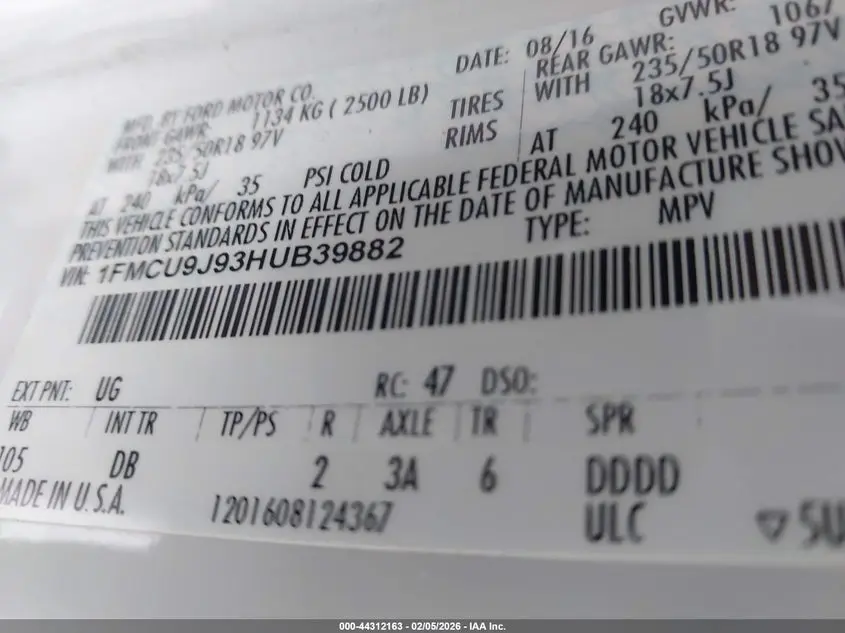 MFD. BY FORD MOTOR CO.
DATE: 08/16
GVWR:
FRONT GAWR: 1134 KG ( 2500 LB)
REAR GAWR: 1067
WITH 235/50R18 97V
TIRES
WITH 235/50R18 97V
18x7.5J
RIMS
18x7.5J
AT 240 kPa/ 35 PSI COLD
AT 240 kPa/ 35
THIS VEHICLE CONFORMS TO ALL APPLICABLE FEDERAL MOTOR VEHICLE SA
PREVENTION STANDARDS IN EFFECT ON THE DATE OF MANUFACTURE SHOW
VIN: 1FMCU9J93HUB39882
TYPE: MPV
EXT PNT: UG RC: 47 DSO:
WB INT TR TP/PS R AXLE TR SPR
105 DB 2 3A 6 DDDD
MADE IN U.S.A. 1201608124367 ULC
▽ 5U
000-44312163 - 02/05/2026 - IAA Inc.